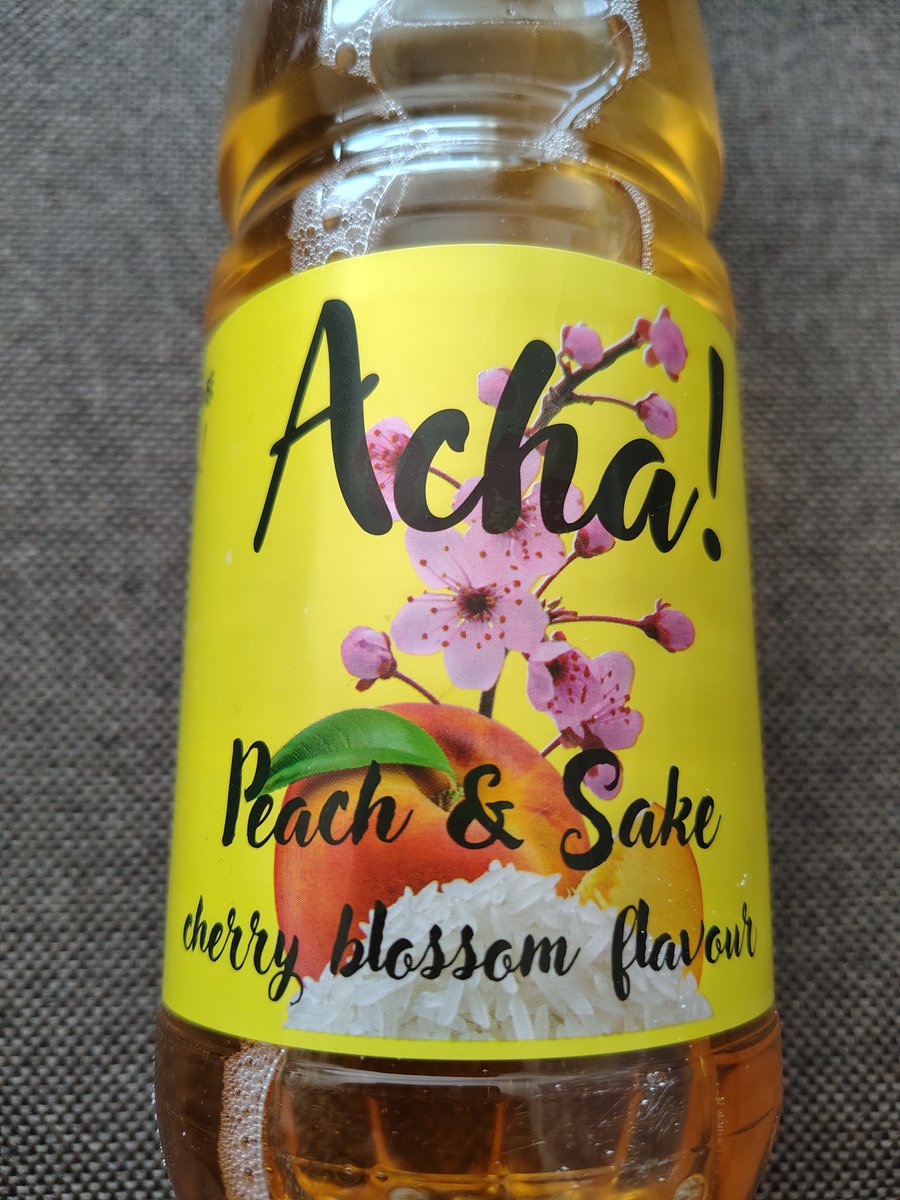 Acha!
Peach & Sake
cherry blossom flavour